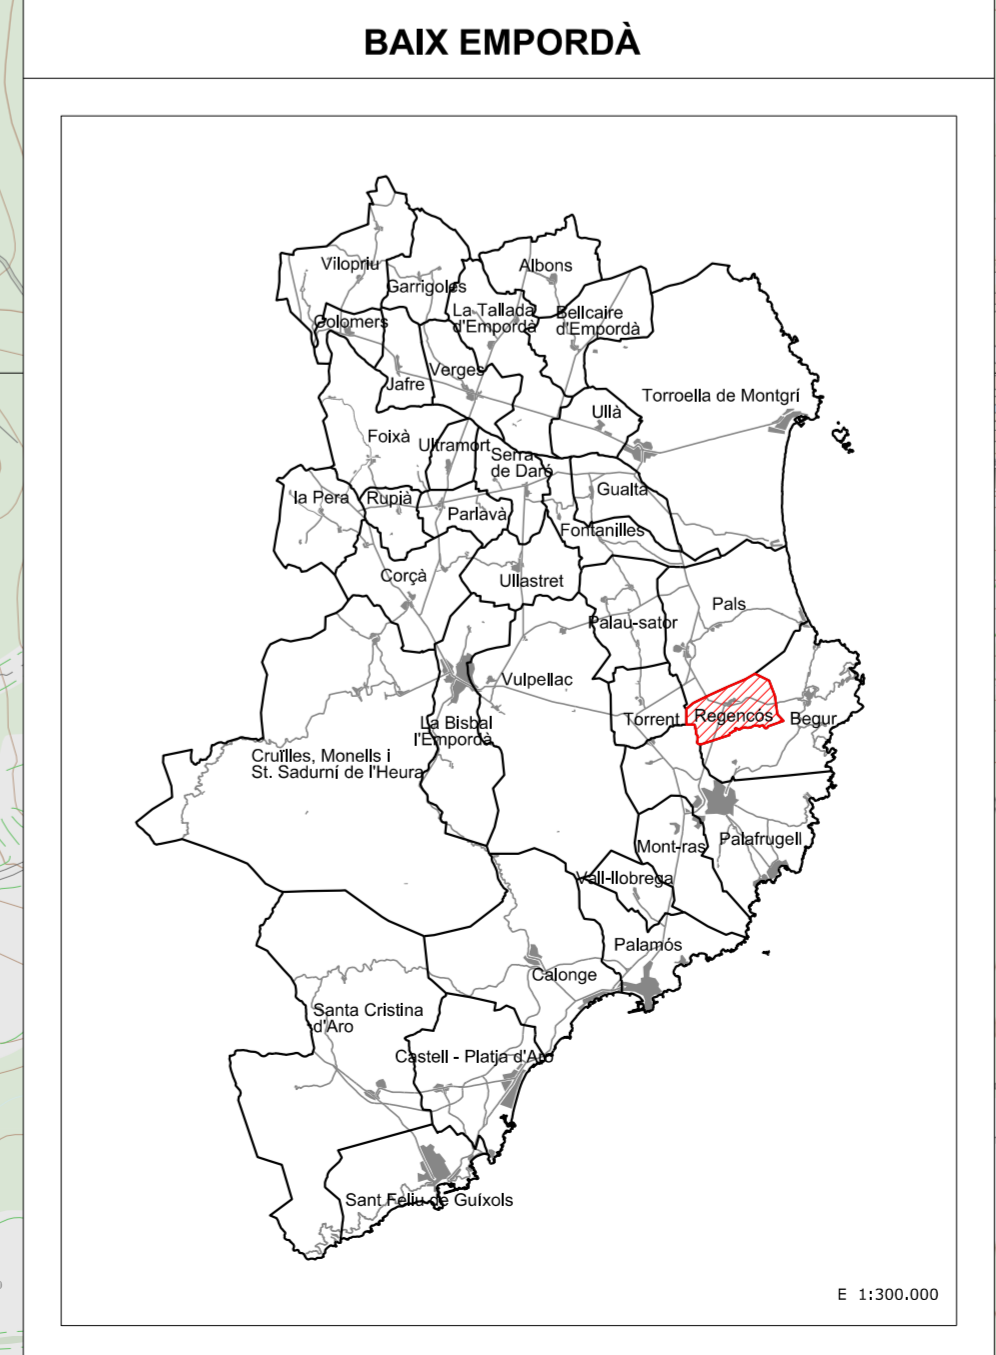 BAIX EMPORDÀ
Vilopriu
Garrigoles
Albons
Colomers
La Tallada
d'Empordà
Bellcaire
d'Empordà
Jafre
Verges
Torroella de Montgrí
Ullà
Foixà
Ultramort
Serra
de Daró
la Pera
Rupià
Parlavà
Gualta
Fontanilles
Corçà
Ullastret
Pals
Palau-sator
Vulpellac
La Bisbal
l'Empordà
Torrent
Regencós
Begur
Cruïlles, Monells i
St. Sadurní de l'Heura
Mont-ras
Palafrugell
Vall-llobrega
Palamós
Calonge
Santa Cristina
d'Aro
Castell - Platja d'Aro
Sant Feliu de Guíxols
E 1:300.000